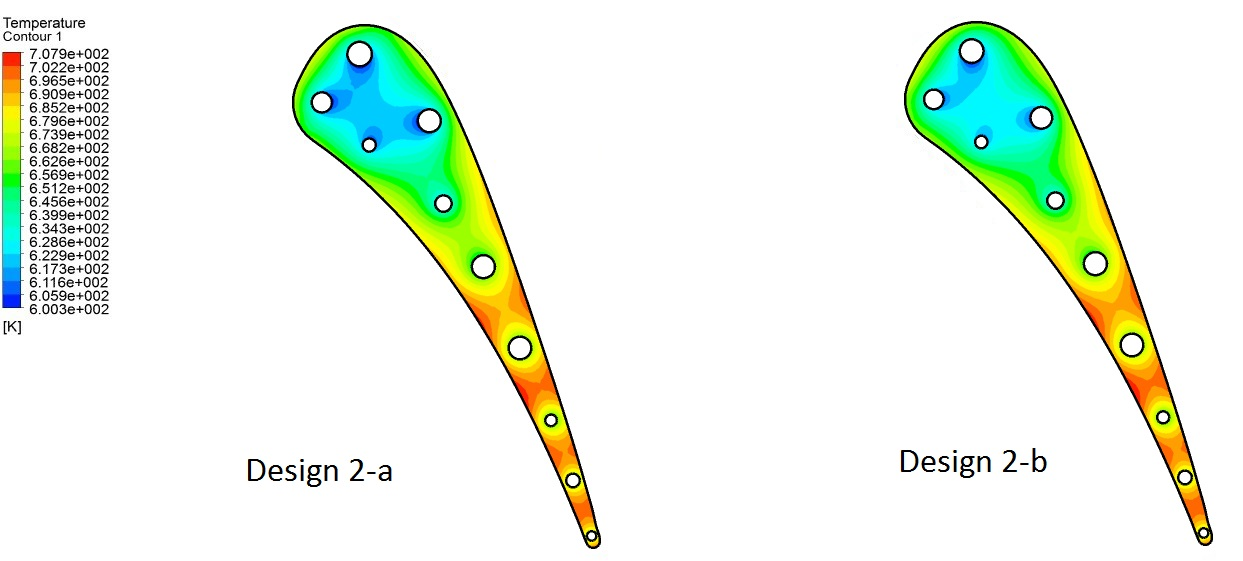 Temperature
Contour 1
7.079e+002
7.022e+002
6.965e+002
6.909e+002
6.852e+002
6.796e+002
6.739e+002
6.682e+002
6.626e+002
6.569e+002
6.512e+002
6.456e+002
6.399e+002
6.343e+002
6.286e+002
6.229e+002
6.173e+002
6.116e+002
6.059e+002
6.003e+002
[K]
Design 2-a
Design 2-b